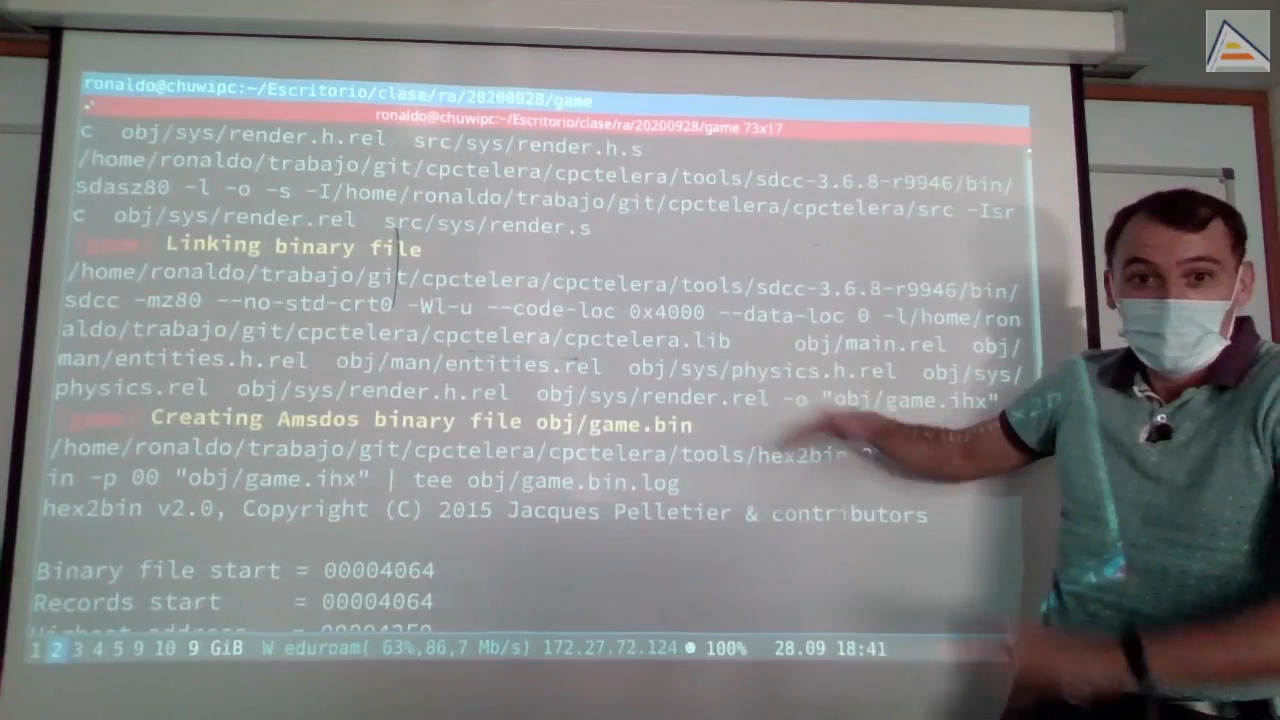 ronaldo@chuwipc:~/Escritorio/clase/ra/20200928/game
ronaldo@chuwipc:~/Escritorio/clase/ra/20200928/game 73x17
c obj/sys/render.h.rel src/sys/render.h.s
/home/ronaldo/trabajo/git/cpctelera/cpctelera/tools/sdcc-3.6.8-r9946/bin/
sdasz80 -l -o -s -I/home/ronaldo/trabajo/git/cpctelera/cpctelera/src -Isr
c obj/sys/render.rel src/sys/render.s
[game] Linking binary file
/home/ronaldo/trabajo/git/cpctelera/cpctelera/tools/sdcc-3.6.8-r9946/bin/
sdcc -mz80 --no-std-crt0 -Wl-u --code-loc 0x4000 --data-loc 0 -l/home/ron
aldo/trabajo/git/cpctelera/cpctelera/cpctelera.lib obj/main.rel obj/
man/entities.h.rel obj/man/entities.rel obj/sys/physics.h.rel obj/sys/
physics.rel obj/sys/render.h.rel obj/sys/render.rel -o "obj/game.ihx"
[game] Creating Amsdos binary file obj/game.bin
/home/ronaldo/trabajo/git/cpctelera/cpctelera/tools/hex2bin
in -p 00 "obj/game.ihx" | tee obj/game.bin.log
hex2bin v2.0, Copyright (C) 2015 Jacques Pelletier & contributors
Binary file start = 00004064
Records start = 00004064
1 2 3 4 5 9 10 9 GiB W eduroam( 63%,86,7 Mb/s) 172.27.72.124 100% 28.09 18:41